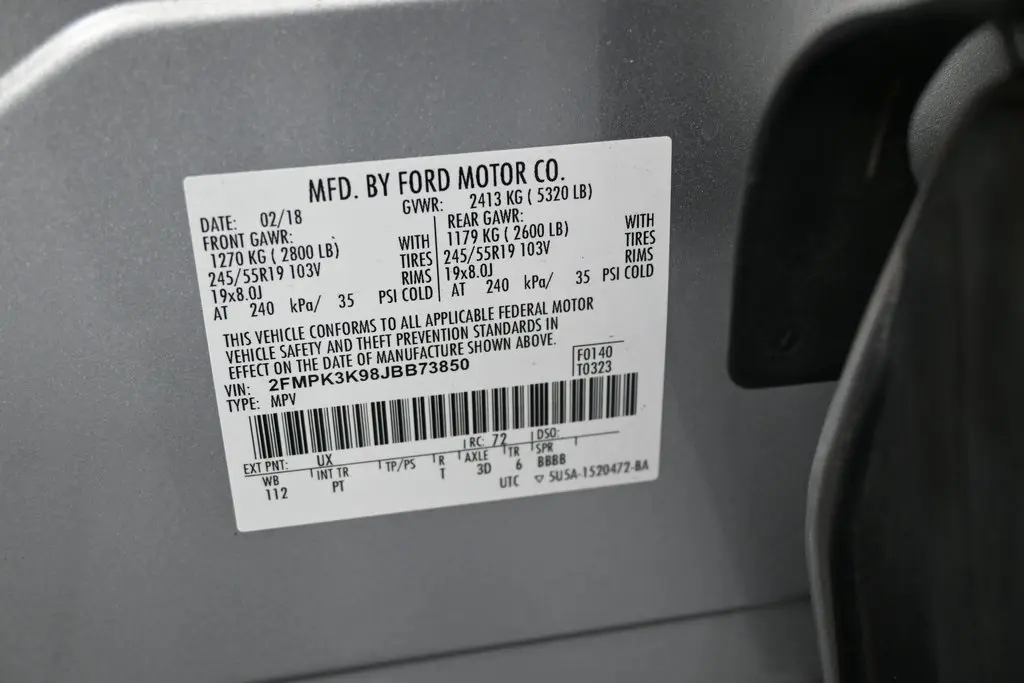 MFD. BY FORD MOTOR CO.
DATE: 02/18 GVWR: 2413 KG ( 5320 LB)
FRONT GAWR: REAR GAWR:
1270 KG ( 2800 LB) WITH 1179 KG ( 2600 LB) WITH
245/55R19 103V TIRES 245/55R19 103V TIRES
19x8.0J RIMS 19x8.0J RIMS
AT 240 kPa/ 35 PSI COLD AT 240 kPa/ 35 PSI COLD
THIS VEHICLE CONFORMS TO ALL APPLICABLE FEDERAL MOTOR
VEHICLE SAFETY AND THEFT PREVENTION STANDARDS IN
EFFECT ON THE DATE OF MANUFACTURE SHOWN ABOVE.
VIN: 2FMPK3K98JBB73850 F0140
TYPE: MPV T0323
EXT PNT: UX RC: 72 DSO:
WB INT TR TP/PS R AXLE TR SPR
112 PT T 3D 6 BBBB
UTC ▽ 5U5A-1520472-BA